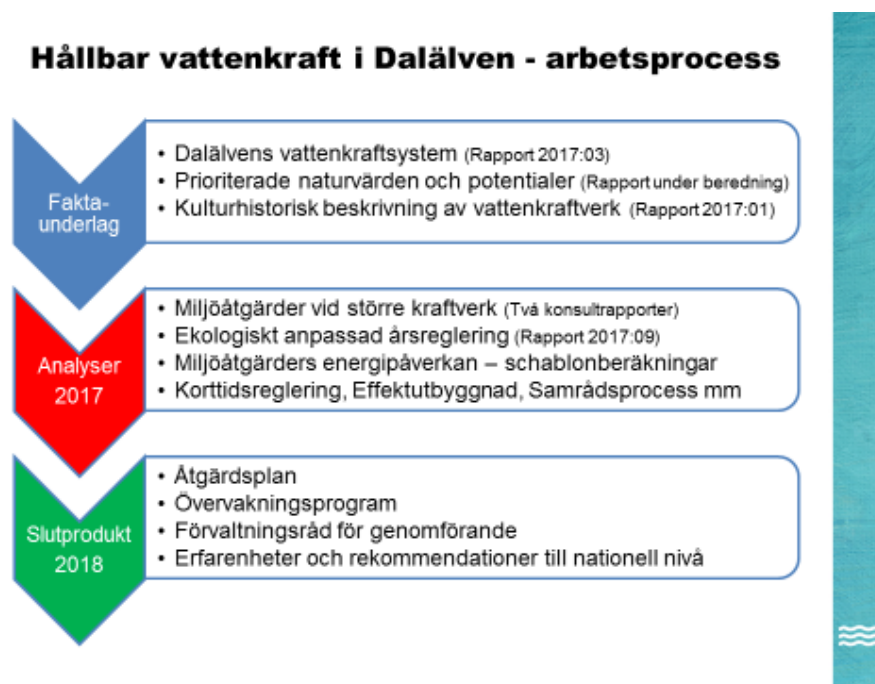 Hållbar vattenkraft i Dalälven - arbetsprocess
Fakta-
underlag
• Dalälvens vattenkraftsystem (Rapport 2017:03)
• Prioriterade naturvärden och potentialer (Rapport under beredning)
• Kulturhistorisk beskrivning av vattenkraftverk (Rapport 2017:01)
Analyser
2017
• Miljöåtgärder vid större kraftverk (Två konsultrapporter)
• Ekologiskt anpassad årsreglering (Rapport 2017:09)
• Miljöåtgärders energipåverkan – schablonberäkningar
• Korttidsreglering, Effektutbyggnad, Samrådsprocess mm
Slutprodukt
2018
• Åtgärdsplan
• Övervakningsprogram
• Förvaltningsråd för genomförande
• Erfarenheter och rekommendationer till nationell nivå